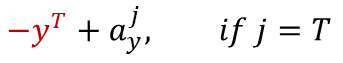 −y^T + a_y^j, if j = T